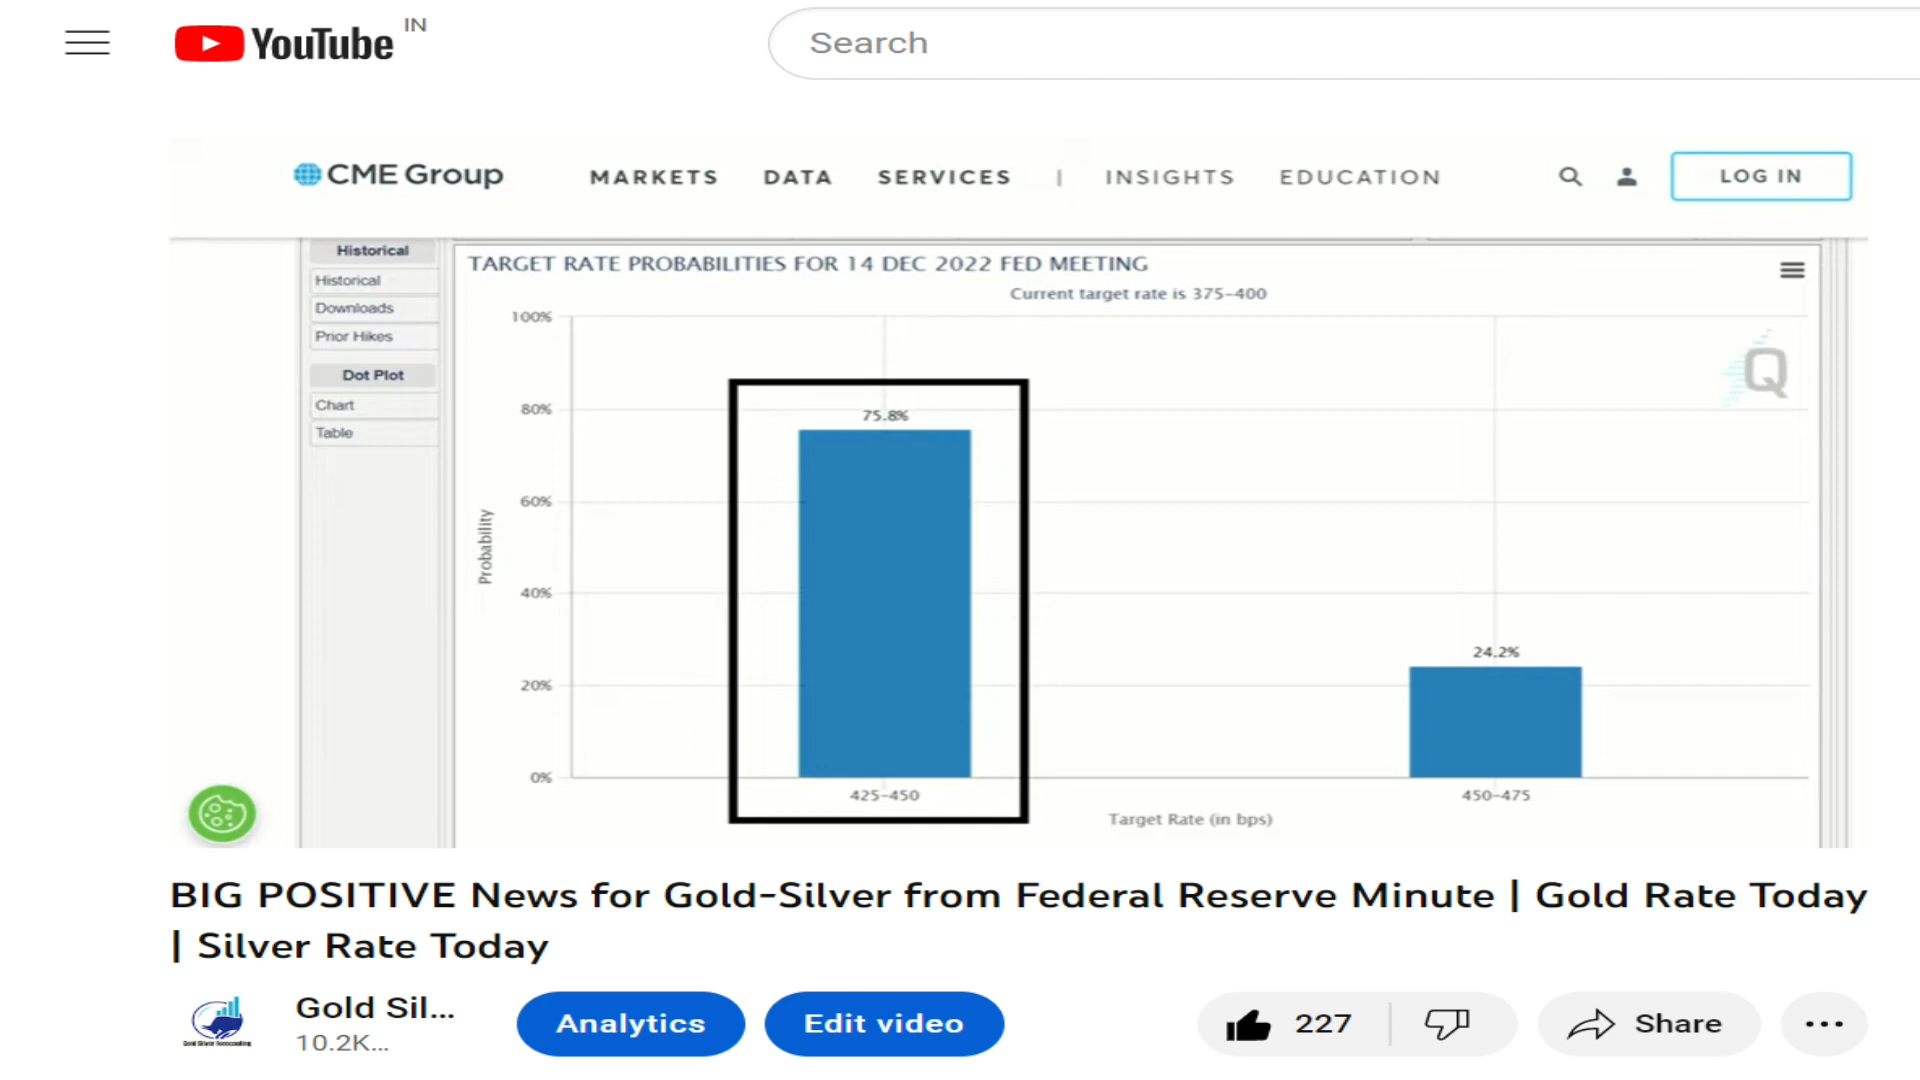 YouTube IN
Search
CME Group MARKETS DATA SERVICES | INSIGHTS EDUCATION LOG IN
Historical
Historical
Downloads
Prior Hikes
Dot Plot
Chart
Table
TARGET RATE PROBABILITIES FOR 14 DEC 2022 FED MEETING
Current target rate is 375-400
Q
Probability
100%
80%
60%
40%
20%
0%
75.8%
24.2%
425-450
450-475
Target Rate (in bps)
BIG POSITIVE News for Gold-Silver from Federal Reserve Minute | Gold Rate Today
| Silver Rate Today
Gold Silver Forecasting
Gold Sil...
10.2K...
Analytics
Edit video
227
Share